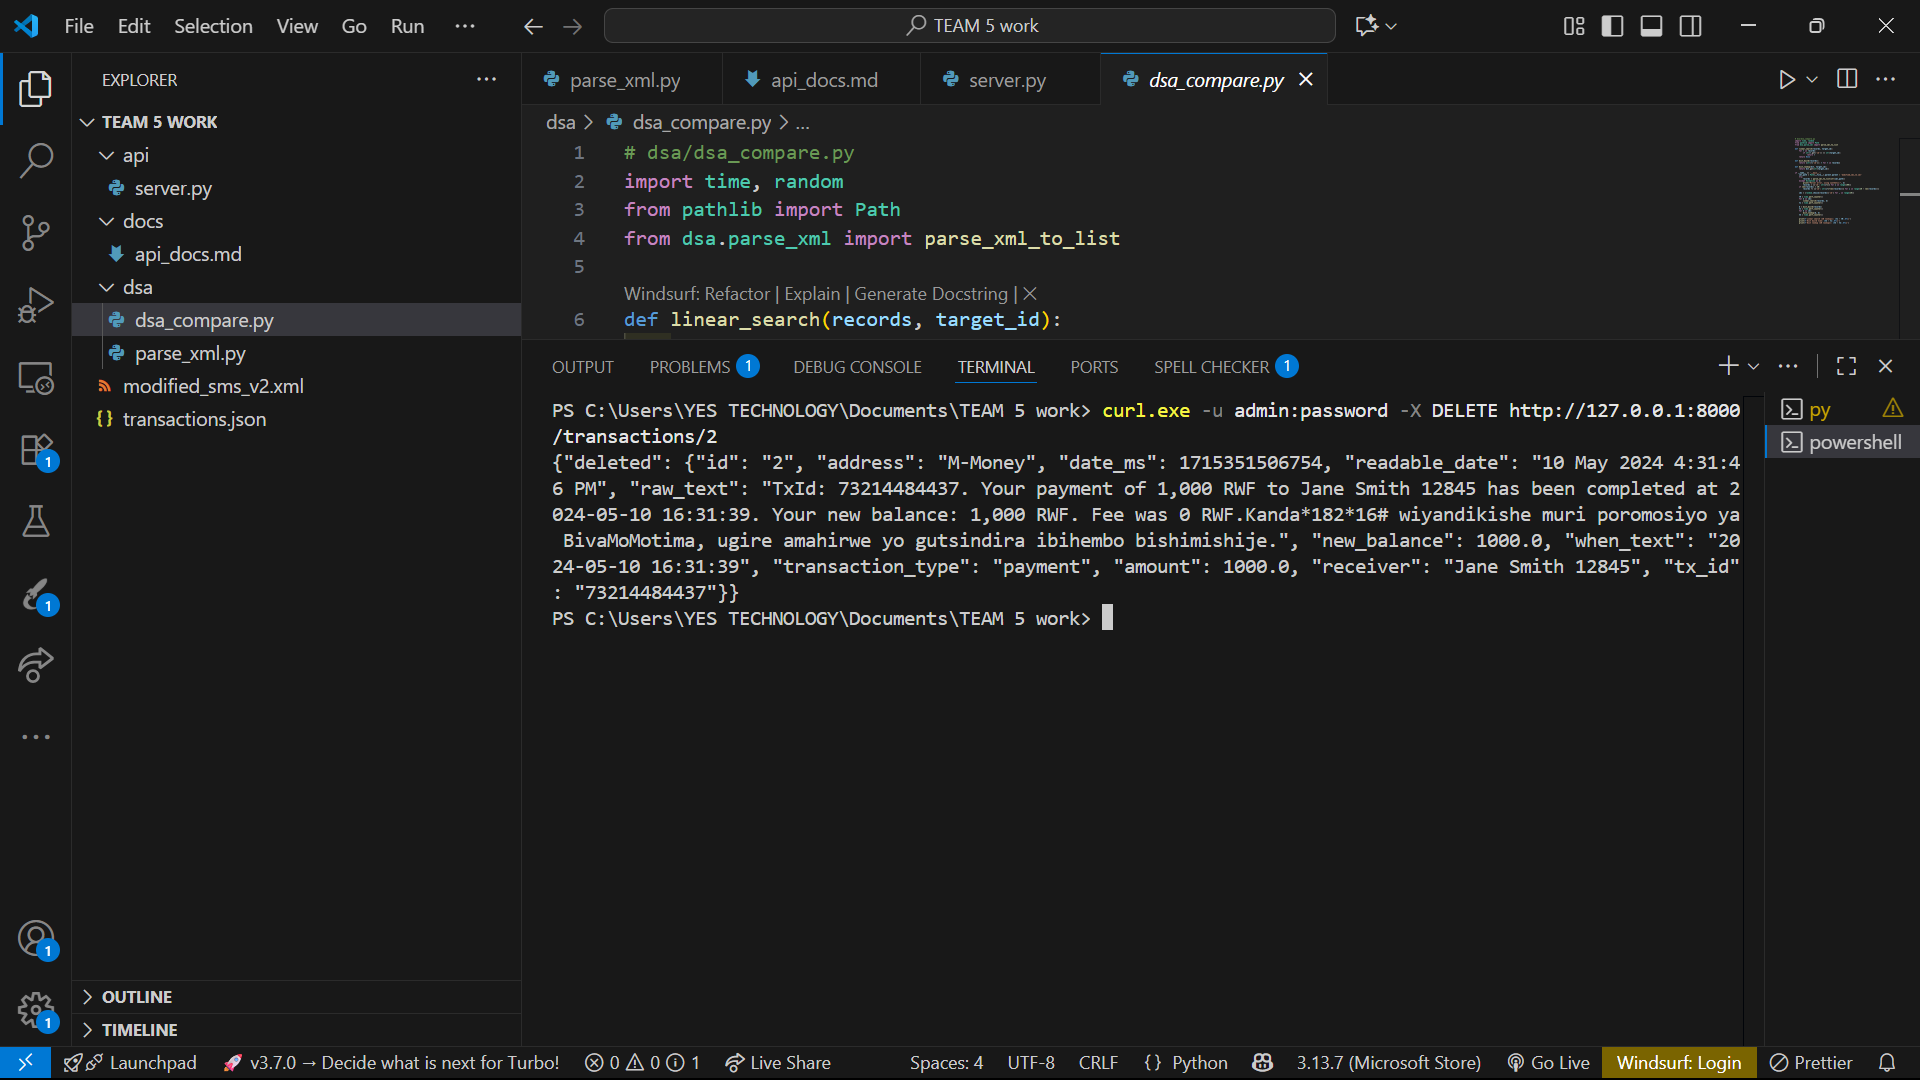 File Edit Selection View Go Run ··· TEAM 5 work
EXPLORER ···
TEAM 5 WORK
api
server.py
docs
api_docs.md
dsa
dsa_compare.py
parse_xml.py
modified_sms_v2.xml
transactions.json
OUTLINE
TIMELINE
1
1
1
1
parse_xml.py api_docs.md server.py dsa_compare.py
dsa > dsa_compare.py > ...
1 # dsa/dsa_compare.py
2 import time, random
3 from pathlib import Path
4 from dsa.parse_xml import parse_xml_to_list
5
Windsurf: Refactor | Explain | Generate Docstring | ×
6 def linear_search(records, target_id):
OUTPUT PROBLEMS 1 DEBUG CONSOLE TERMINAL PORTS SPELL CHECKER 1
PS C:\Users\YES TECHNOLOGY\Documents\TEAM 5 work> curl.exe -u admin:password -X DELETE http://127.0.0.1:8000
/transactions/2
{"deleted": {"id": "2", "address": "M-Money", "date_ms": 1715351506754, "readable_date": "10 May 2024 4:31:4
6 PM", "raw_text": "TxId: 73214484437. Your payment of 1,000 RWF to Jane Smith 12845 has been completed at 2
024-05-10 16:31:39. Your new balance: 1,000 RWF. Fee was 0 RWF.Kanda*182*16# wiyandikishe muri poromosiyo ya
BivaMoMotima, ugire amahirwe yo gutsindira ibihembo bishimishije.", "new_balance": 1000.0, "when_text": "20
24-05-10 16:31:39", "transaction_type": "payment", "amount": 1000.0, "receiver": "Jane Smith 12845", "tx_id"
: "73214484437"}}
PS C:\Users\YES TECHNOLOGY\Documents\TEAM 5 work>
py
powershell
Launchpad v3.7.0 → Decide what is next for Turbo! 0 0 1 Live Share Spaces: 4 UTF-8 CRLF {} Python 3.13.7 (Microsoft Store) Go Live Windsurf: Login Prettier